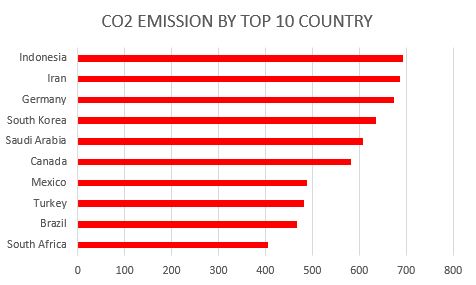 CO2 EMISSION BY TOP 10 COUNTRY
Indonesia
Iran
Germany
South Korea
Saudi Arabia
Canada
Mexico
Turkey
Brazil
South Africa
0 100 200 300 400 500 600 700 800